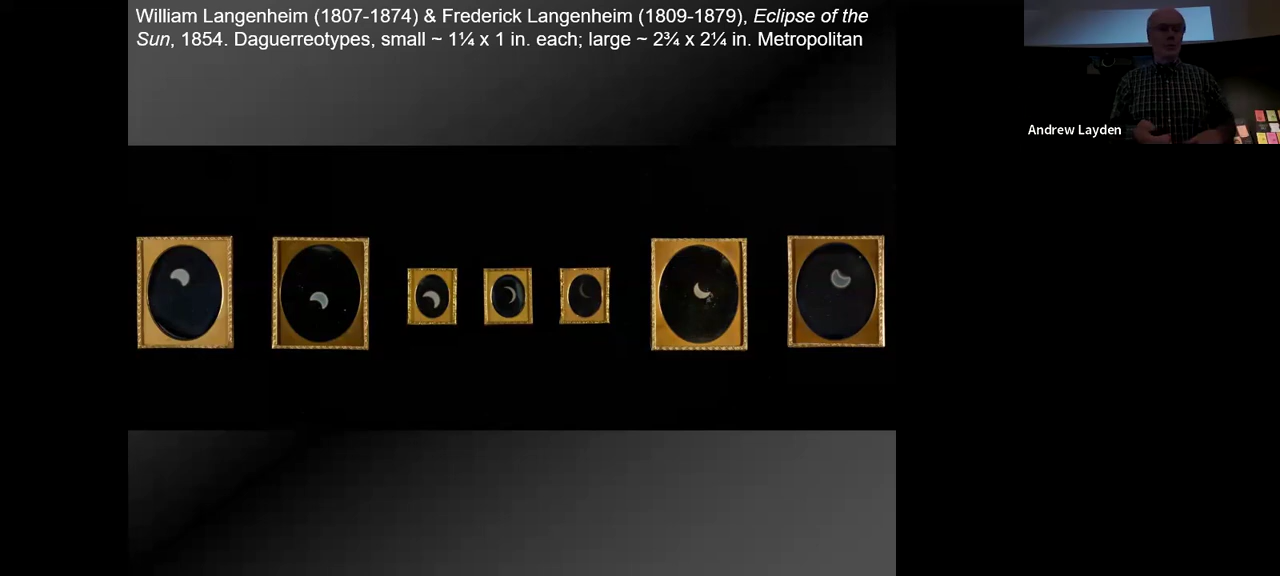 William Langenheim (1807-1874) & Frederick Langenheim (1809-1879), Eclipse of the
Sun, 1854. Daguerreotypes, small ~ 1¼ x 1 in. each; large ~ 2¾ x 2¼ in. Metropolitan
Andrew Layden